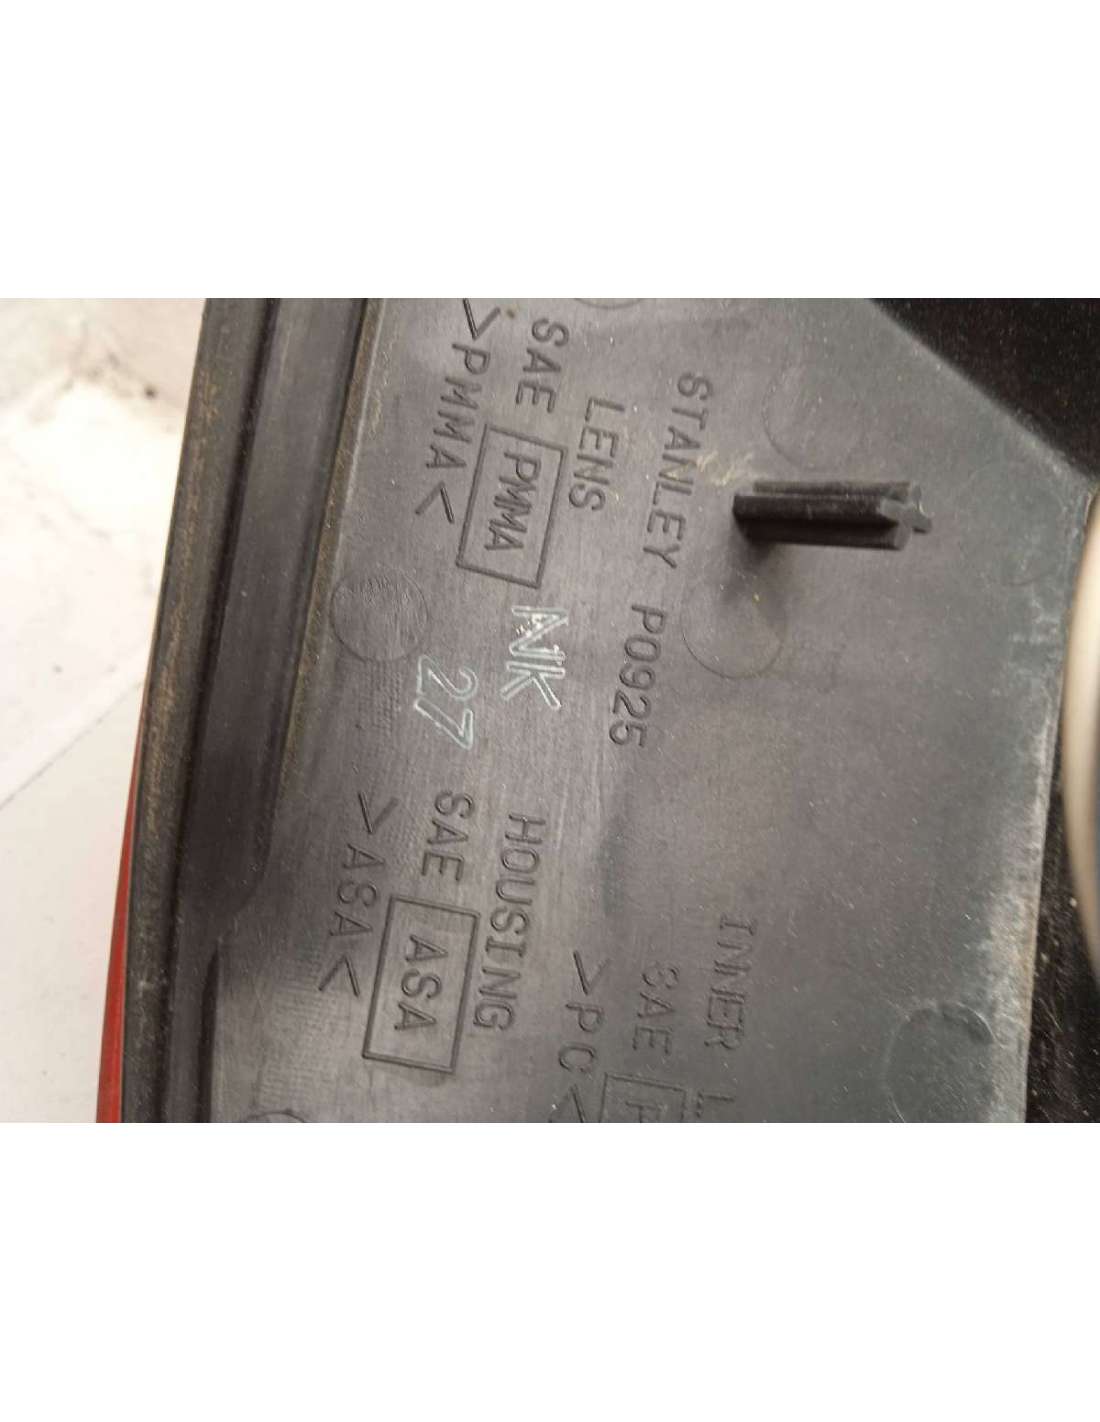 STANLEY P0925
LENS
SAE PMMA
>PMMA<
NK
27
HOUSING
SAE ASA
>ASA<
INNER
SAE
>PC<